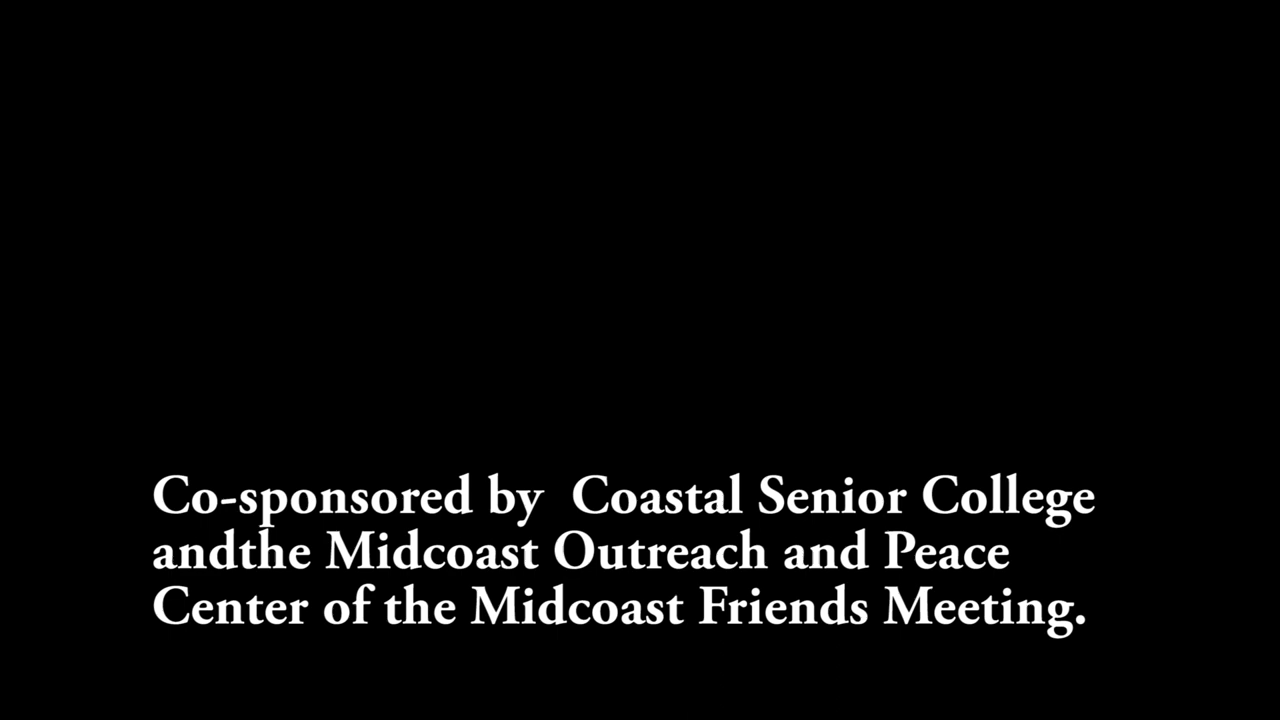 Co-sponsored by  Coastal Senior College
andthe Midcoast Outreach and Peace
Center of the Midcoast Friends Meeting.